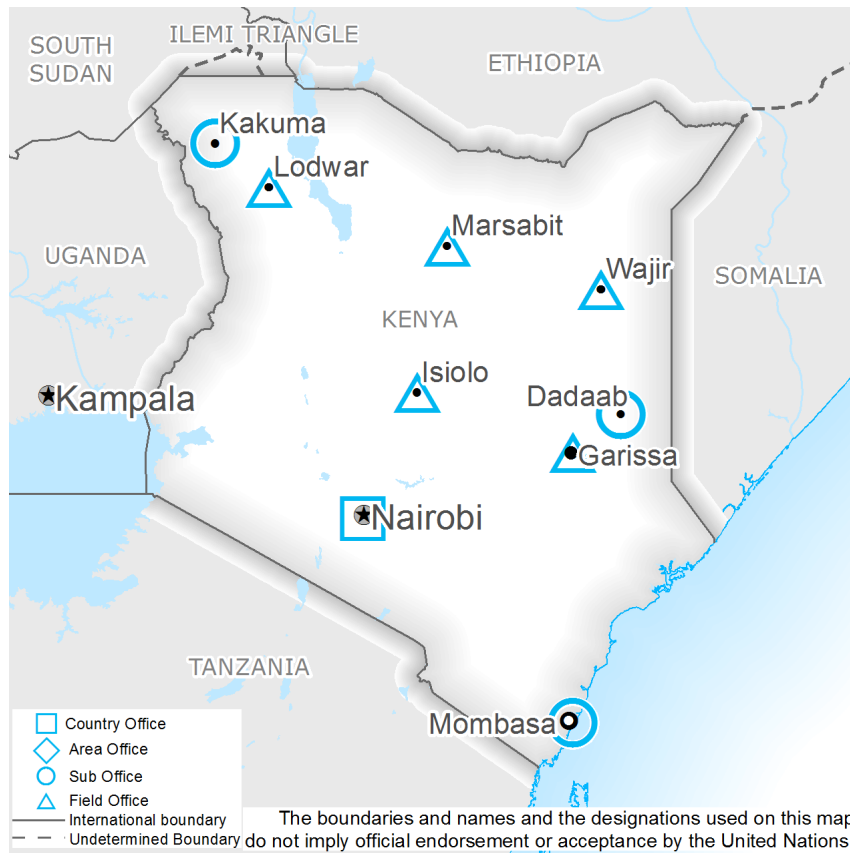 ILEMI TRIANGLE
SOUTH
SUDAN
ETHIOPIA
Kakuma
Lodwar
Marsabit
UGANDA
Wajir
SOMALIA
KENYA
Isiolo
Kampala
Dadaab
Garissa
Nairobi
TANZANIA
Mombasa
Country Office
Area Office
Sub Office
Field Office
International boundary
Undetermined Boundary
The boundaries and names and the designations used on this map
do not imply official endorsement or acceptance by the United Nations